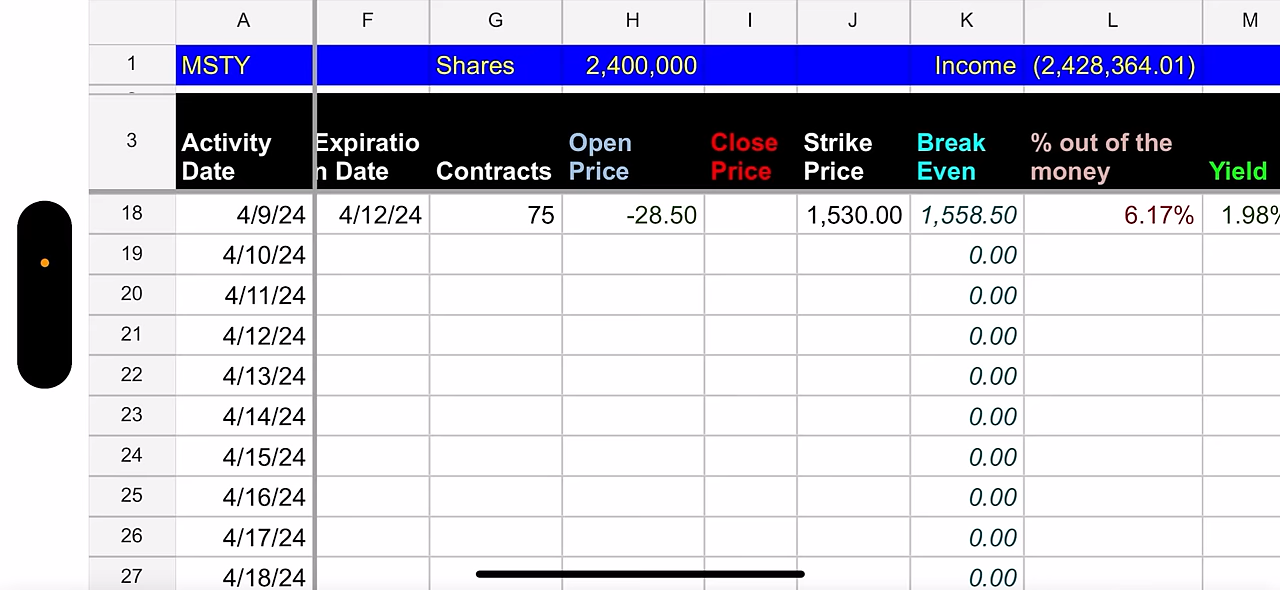 A F G H I J K L M
1 MSTY Shares 2,400,000 Income (2,428,364.01)
3 Activity Date Expiratio n Date Contracts Open Price Close Price Strike Price Break Even % out of the money Yield
18 4/9/24 4/12/24 75 -28.50 1,530.00 1,558.50 6.17% 1.98%
19 4/10/24 0.00
20 4/11/24 0.00
21 4/12/24 0.00
22 4/13/24 0.00
23 4/14/24 0.00
24 4/15/24 0.00
25 4/16/24 0.00
26 4/17/24 0.00
27 4/18/24 0.00